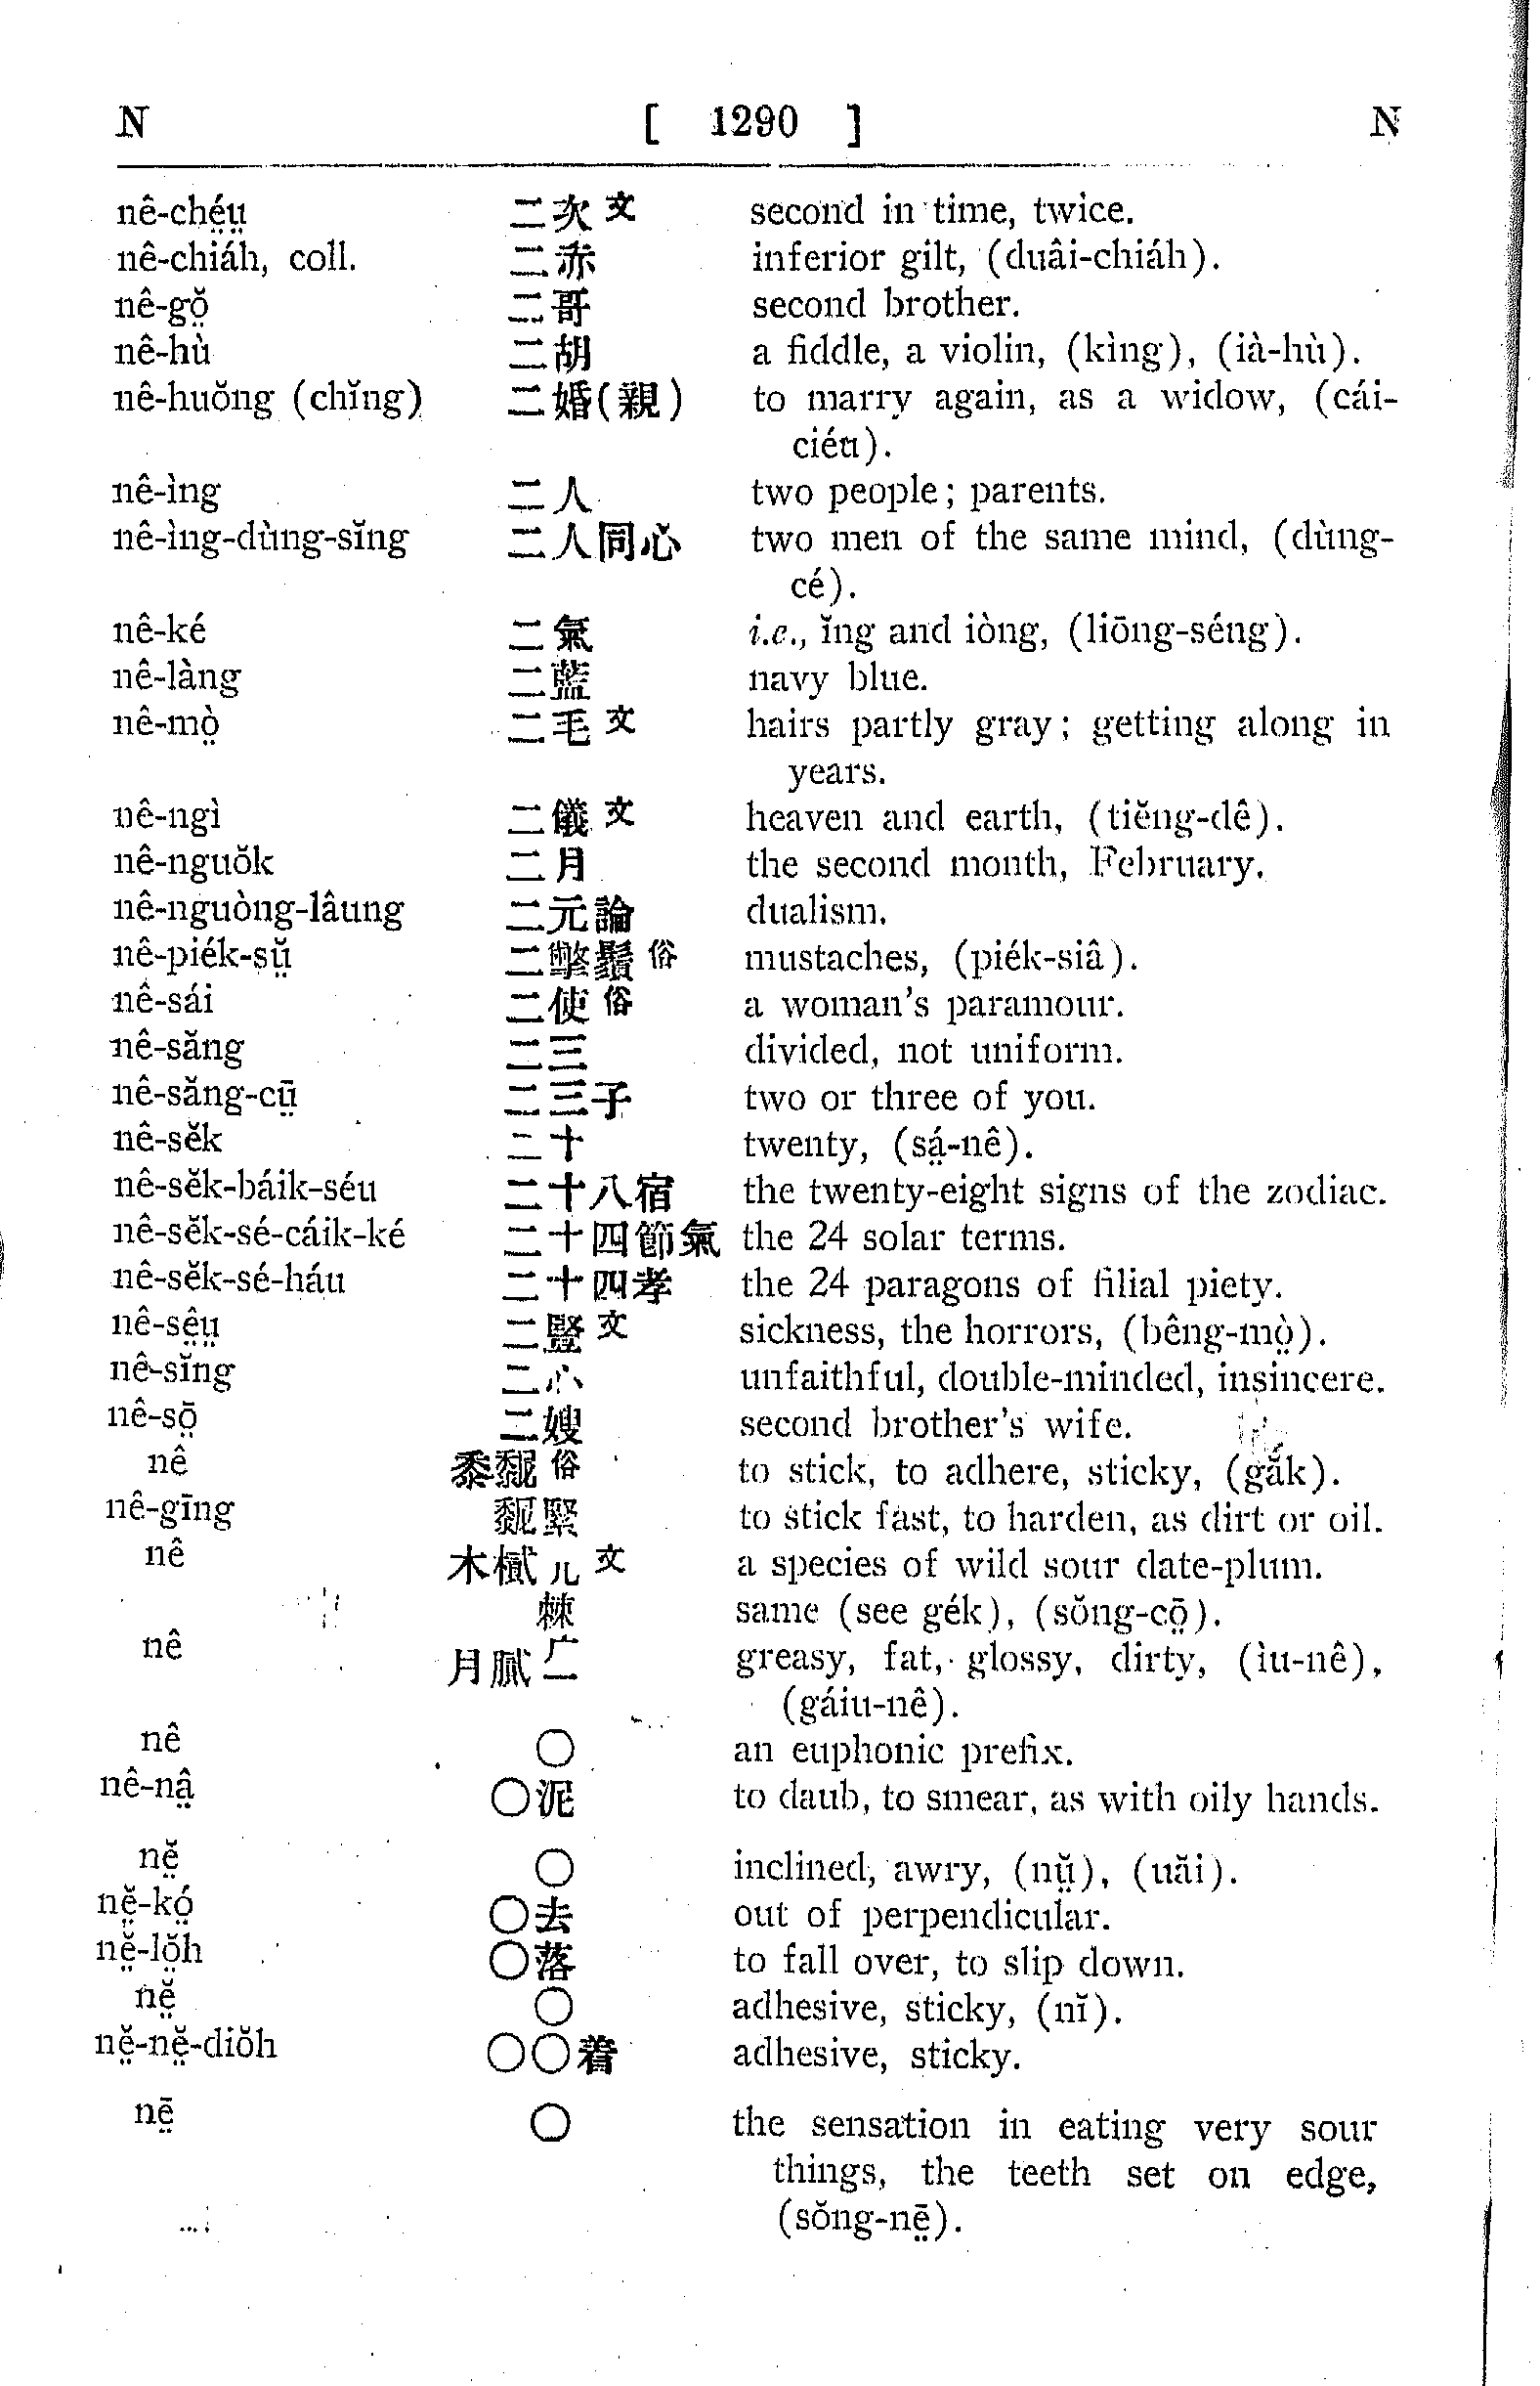 N [ 1290 ] N
nê-ché̤ṳ 二次 文 second in time, twice.
nê-chiáh, coll. 二赤 inferior gilt, (duâi-chiáh).
nê-gŏ̤ 二哥 second brother.
nê-hù 二胡 a fiddle, a violin, (kìng), (ià-hù).
nê-huŏng (chĭng) 二婚(親) to marry again, as a widow, (cái-
ciéu).
nê-ìng 二人 two people; parents.
nê-ìng-dùng-sĭng 二人同心 two men of the same mind, (dùng-
cé).
nê-ké 二氣 i.e., ĭng and iòng, (liōng-séng).
nê-làng 二藍 navy blue.
nê-mò̤ 二毛 文 hairs partly gray; getting along in
years.
nê-ngì 二儀 文 heaven and earth, (tiĕng-dê).
nê-nguŏk 二月 the second month, February.
nê-nguòng-lâung 二元論 dualism.
nê-piék-sṳ̆ 二鬚 俗 mustaches, (piék-siâ).
nê-sái 二使 俗 a woman's paramour.
nê-săng 二三 divided, not uniform.
nê-săng-cṳ̄ 二三子 two or three of you.
nê-sĕk 二十 twenty, (sá̤-nê).
nê-sĕk-báik-séu 二十八宿 the twenty-eight signs of the zodiac.
nê-sĕk-sé-cáik-ké 二十四節氣 the 24 solar terms.
nê-sĕk-sé-háu 二十四孝 the 24 paragons of filial piety.
nê-sê̤ṳ 二豎 文 sickness, the horrors, (bêng-mò̤).
nê-sĭng 二心 unfaithful, double-minded, insincere.
nê-sō̤ 二嫂 second brother's wife.
nê 黍䵑 俗 to stick, to adhere, sticky, (găk).
nê-gīng 䵑緊 to stick fast, to harden, as dirt or oil.
nê 木樲儿 文 a species of wild sour date-plum.
棘 same (see gék), (sŏng-cō̤).
nê 月膩广二 greasy, fat, glossy, dirty, (ìu-nê),
(gáiu-nê).
nê 〇 an euphonic prefix.
nê-nâ̤ 〇泥 to daub, to smear, as with oily hands.
nĕ̤ 〇 inclined, awry, (nṳ̆), (uăi).
nĕ̤-kó̤ 〇去 out of perpendicular.
nĕ̤-lŏ̤h 〇落 to fall over, to slip down.
nĕ̤ 〇 adhesive, sticky, (nĭ).
nĕ̤-nĕ̤-diŏh 〇〇着 adhesive, sticky.
nē̤ 〇 the sensation in eating very sour
things, the teeth set on edge,
(sŏng-nē̤).